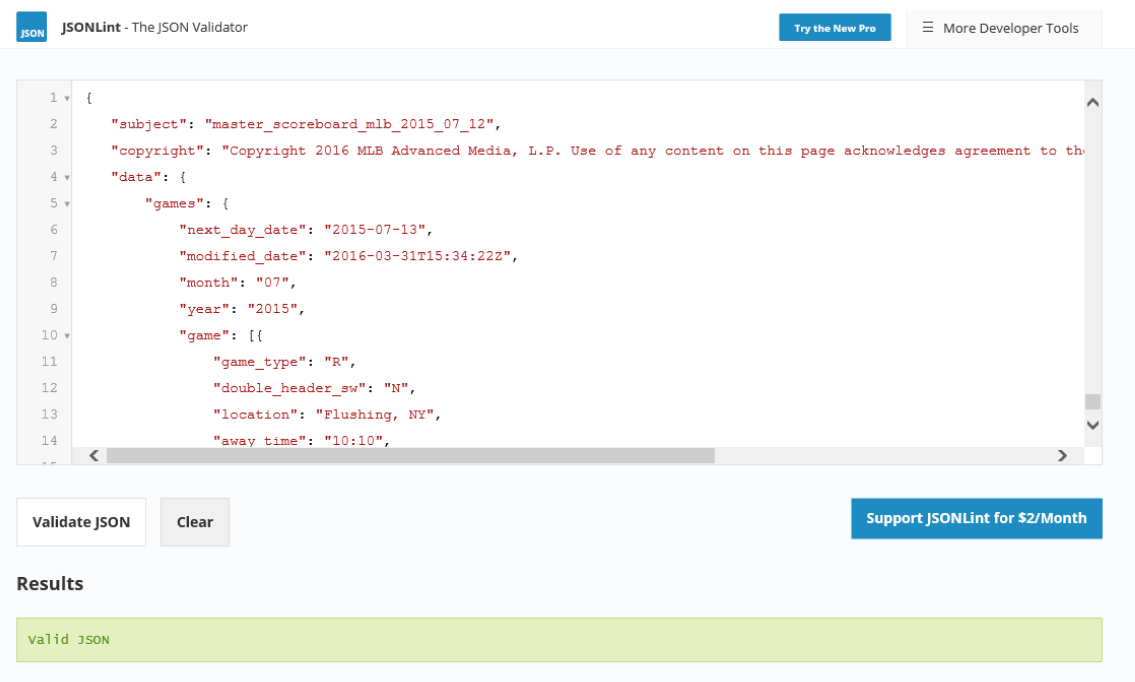 JSON
JSONLint - The JSON Validator
Try the New Pro
☰ More Developer Tools
1 {
2 "subject": "master_scoreboard_mlb_2015_07_12",
3 "copyright": "Copyright 2016 MLB Advanced Media, L.P. Use of any content on this page acknowledges agreement to the
4 "data": {
5 "games": {
6 "next_day_date": "2015-07-13",
7 "modified_date": "2016-03-31T15:34:22Z",
8 "month": "07",
9 "year": "2015",
10 "game": [{
11 "game_type": "R",
12 "double_header_sw": "N",
13 "location": "Flushing, NY",
14 "away_time": "10:10",
Validate JSON
Clear
Support JSONLint for $2/Month
Results
Valid JSON